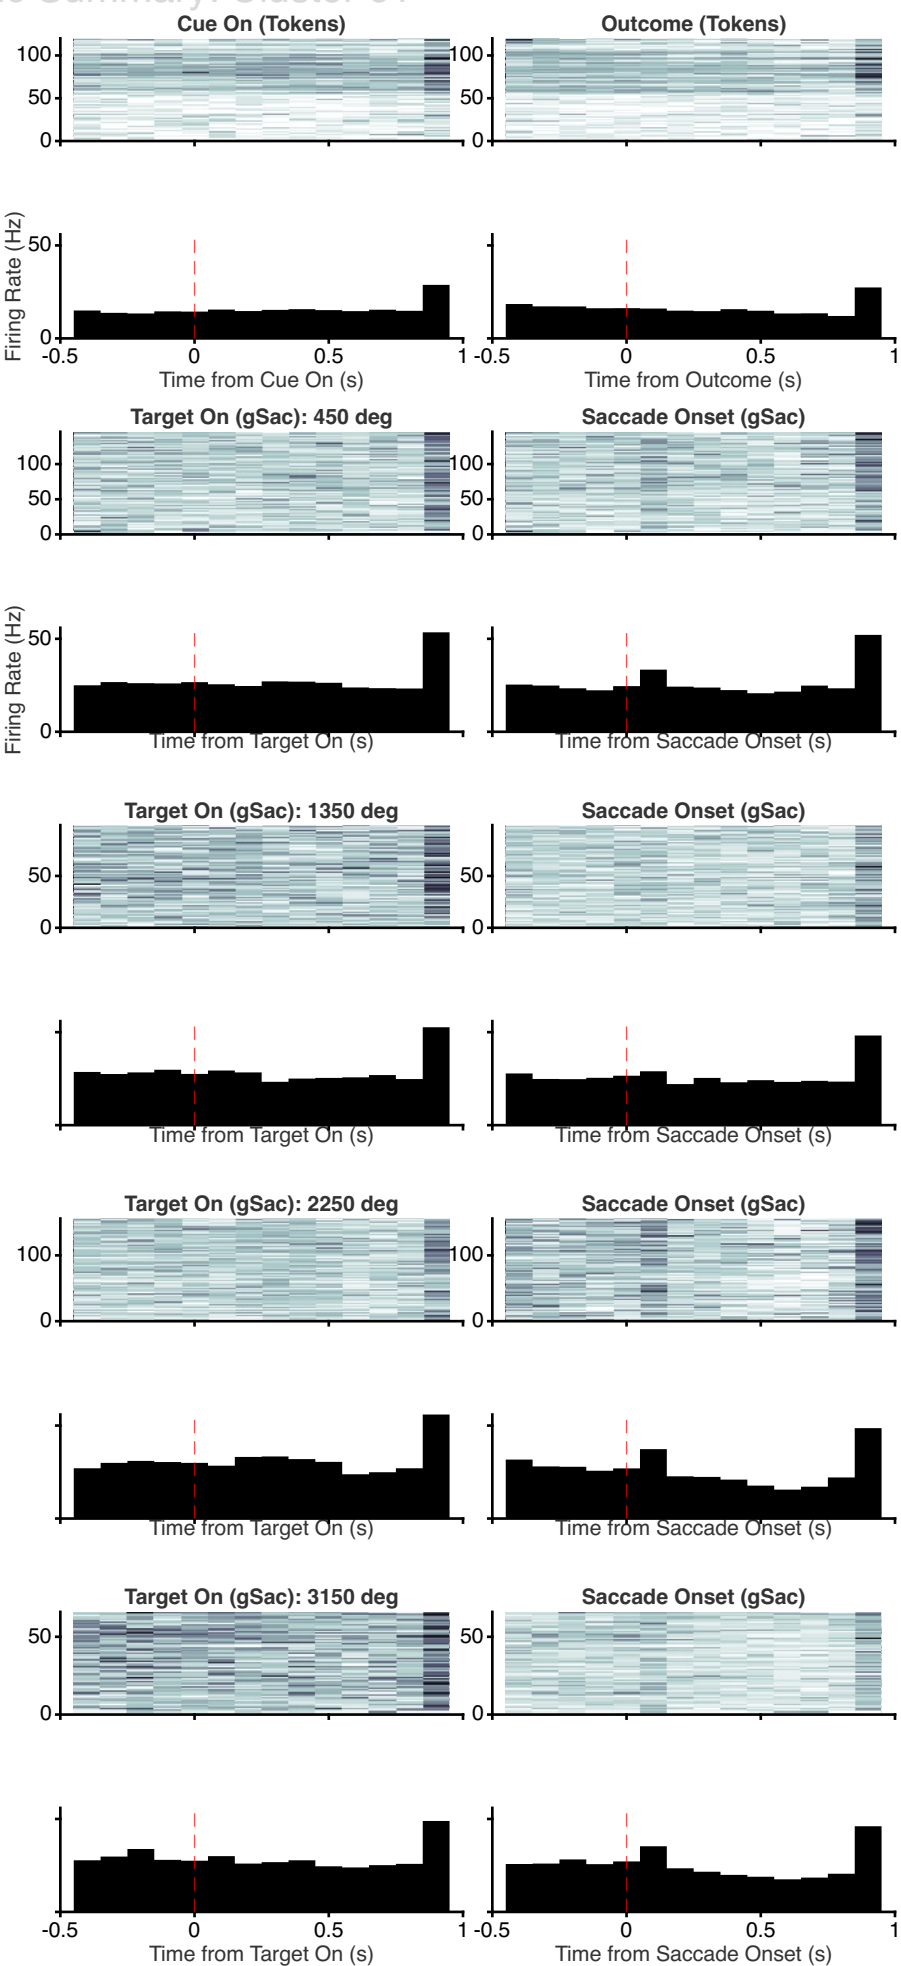 Summary: Cluster
Cue On (Tokens) Outcome (Tokens)
100 100
50 50
0 0
Firing Rate (Hz)
50
0
-0.5 0 0.5 1 -0.5 0 0.5 1
Time from Cue On (s) Time from Outcome (s)
Target On (gSac): 450 deg Saccade Onset (gSac)
100 100
50 50
0 0
Firing Rate (Hz)
50
0
Time from Target On (s) Time from Saccade Onset (s)
Target On (gSac): 1350 deg Saccade Onset (gSac)
50 50
0 0
Time from Target On (s) Time from Saccade Onset (s)
Target On (gSac): 2250 deg Saccade Onset (gSac)
100 100
0 0
Time from Target On (s) Time from Saccade Onset (s)
Target On (gSac): 3150 deg Saccade Onset (gSac)
50 50
0 0
-0.5 0 0.5 1 -0.5 0 0.5 1
Time from Target On (s) Time from Saccade Onset (s)